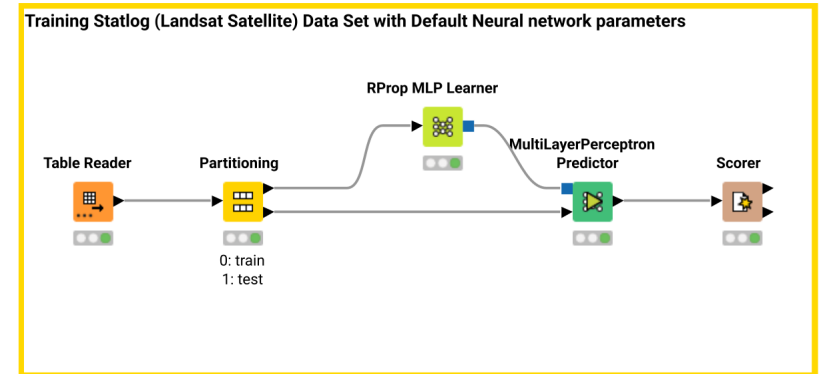 Training Statlog (Landsat Satellite) Data Set with Default Neural network parameters
RProp MLP Learner
MultiLayerPerceptron
Predictor
Table Reader
Partitioning
Scorer
0: train
1: test